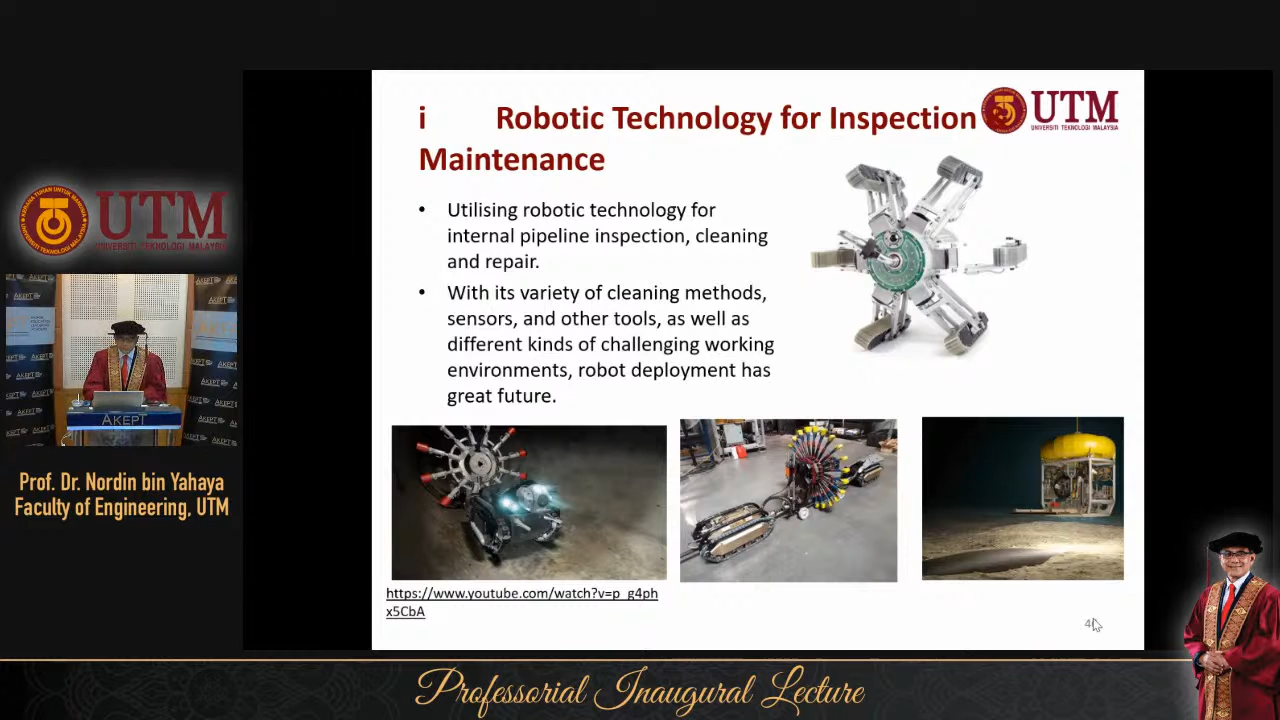 UTM
UNIVERSITI TEKNOLOGI MALAYSIA
AKEPT
Prof. Dr. Nordin bin Yahaya
Faculty of Engineering, UTM
i Robotic Technology for Inspection
Maintenance
UTM
UNIVERSITI TEKNOLOGI MALAYSIA
• Utilising robotic technology for
internal pipeline inspection, cleaning
and repair.
• With its variety of cleaning methods,
sensors, and other tools, as well as
different kinds of challenging working
environments, robot deployment has
great future.
https://www.youtube.com/watch?v=p_g4ph
x5CbA
Professorial Inaugural Lecture